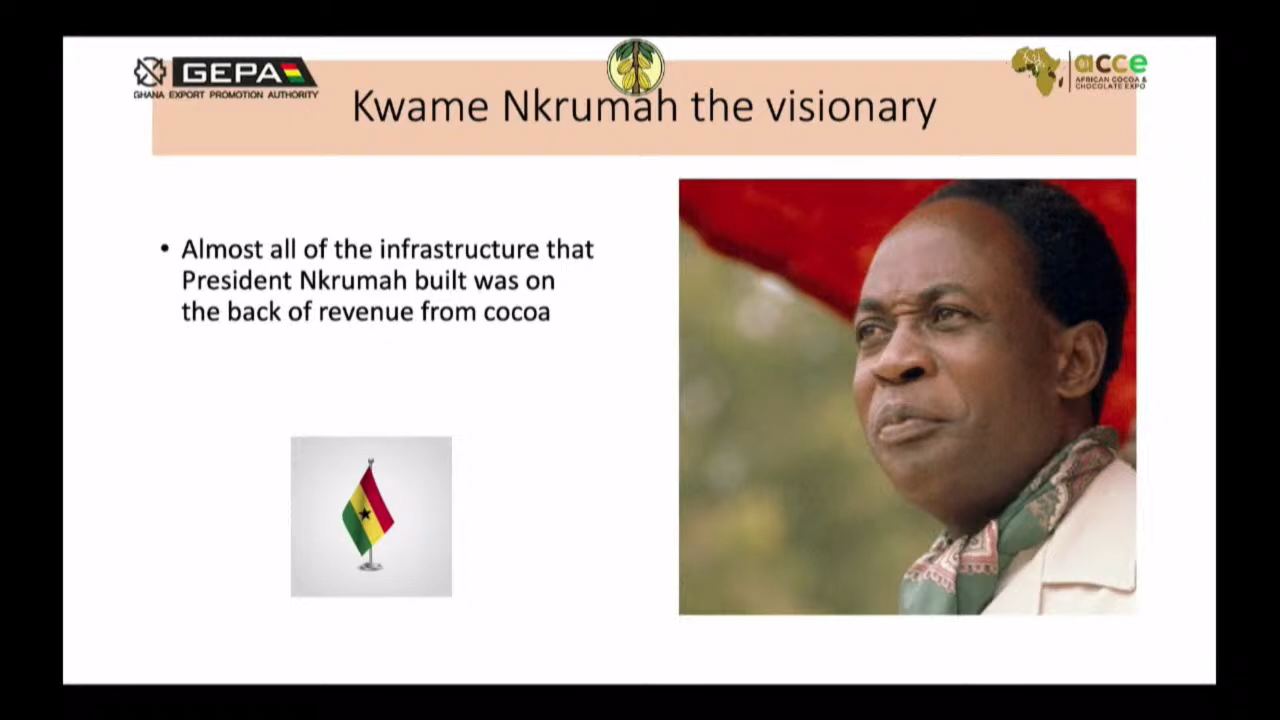 GEPA
GHANA EXPORT PROMOTION AUTHORITY
acce
AFRICAN COCOA &
CHOCOLATE EXPO
Kwame Nkrumah the visionary
• Almost all of the infrastructure that
President Nkrumah built was on
the back of revenue from cocoa